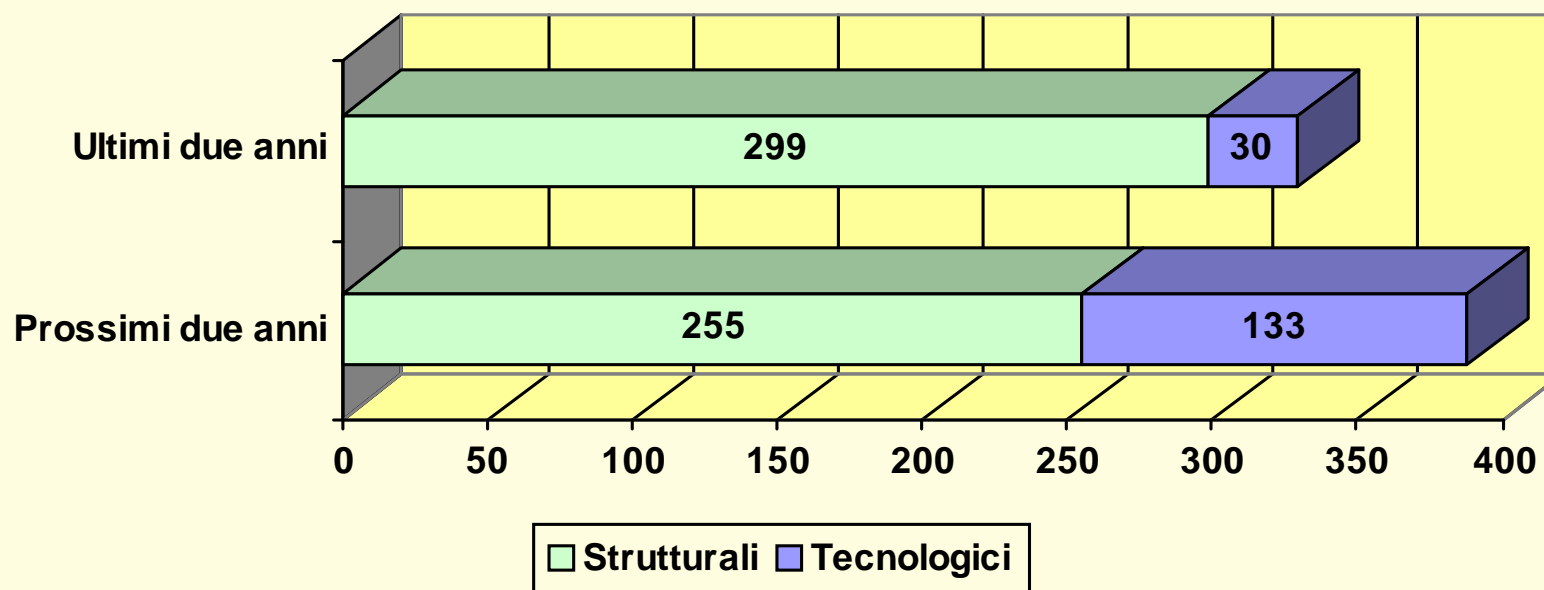 Ultimi due anni
299
30
Prossimi due anni
255
133
0 50 100 150 200 250 300 350 400
Strutturali Tecnologici